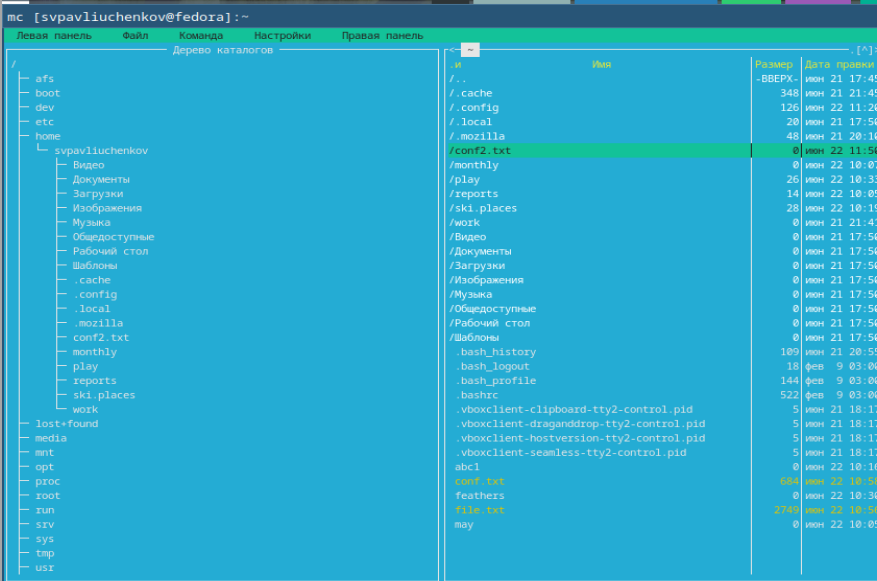 mc [svpavliuchenkov@fedora]:~
Левая панель Файл Команда Настройки Правая панель
Дерево каталогов
/
afs
boot
dev
etc
home
svpavliuchenkov
Видео
Документы
Загрузки
Изображения
Музыка
Общедоступные
Рабочий стол
Шаблоны
.cache
.config
.local
.mozilla
conf2.txt
monthly
play
reports
ski.places
work
lost+found
media
mnt
opt
proc
root
run
srv
sys
tmp
usr
<- ~ .[^]
.и Имя Размер Дата правки
/.. -ВВЕРХ- июн 21 17:45
/.cache 348 июн 21 21:45
/.config 126 июн 22 11:20
/.local 20 июн 21 17:50
/.mozilla 48 июн 21 20:10
/conf2.txt 0 июн 22 11:50
/monthly 0 июн 22 10:07
/play 26 июн 22 10:33
/reports 14 июн 22 10:05
/ski.places 28 июн 22 10:19
/work 0 июн 21 21:41
/Видео 0 июн 21 17:50
/Документы 0 июн 21 17:50
/Загрузки 0 июн 21 17:50
/Изображения 0 июн 21 17:50
/Музыка 0 июн 21 17:50
/Общедоступные 0 июн 21 17:50
/Рабочий стол 0 июн 21 17:50
/Шаблоны 0 июн 21 17:50
.bash_history 109 июн 21 20:55
.bash_logout 18 фев 9 03:00
.bash_profile 144 фев 9 03:00
.bashrc 522 фев 9 03:00
.vboxclient-clipboard-tty2-control.pid 5 июн 21 18:17
.vboxclient-draganddrop-tty2-control.pid 5 июн 21 18:17
.vboxclient-hostversion-tty2-control.pid 5 июн 21 18:17
.vboxclient-seamless-tty2-control.pid 5 июн 21 18:17
abc1 0 июн 22 10:16
conf.txt 684 июн 22 10:58
feathers 0 июн 22 10:30
file.txt 2749 июн 22 10:56
may 0 июн 22 10:05